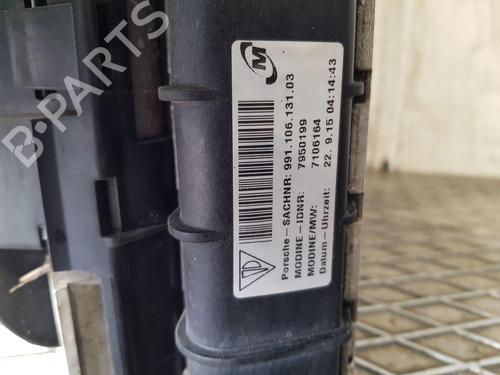 M
Porsche-SACHNR: 991.106.131.03
MODINE-IDNR: 7950199
MODINE/MW: 7106164
Datum-Uhrzeit: 22. 9.15 04:14:43
B-PARTS